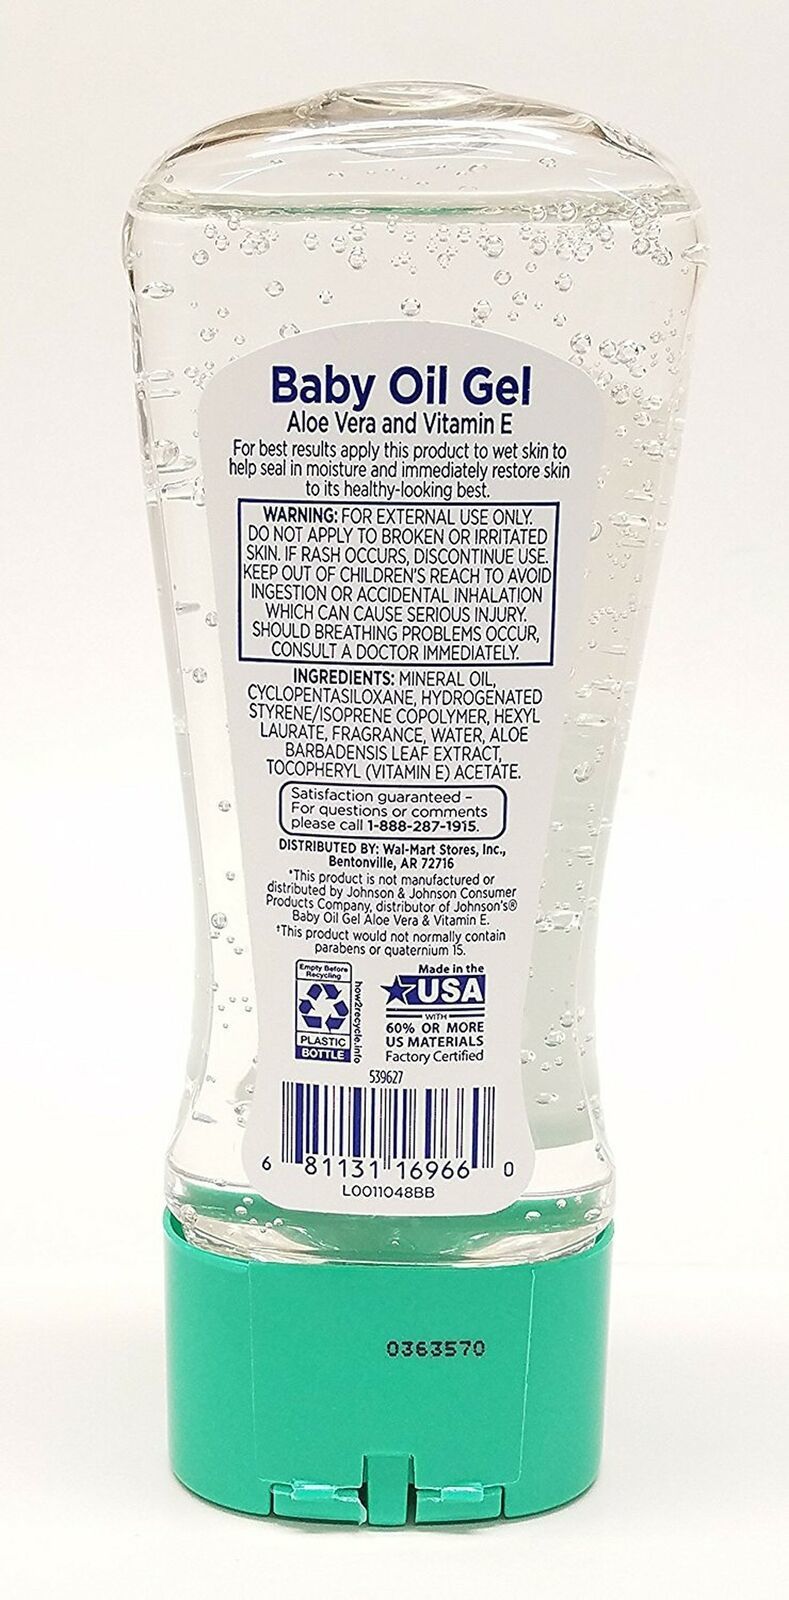 Baby Oil Gel
Aloe Vera and Vitamin E
For best results apply this product to wet skin to
help seal in moisture and immediately restore skin
to its healthy-looking best.
WARNING: FOR EXTERNAL USE ONLY.
DO NOT APPLY TO BROKEN OR IRRITATED
SKIN. IF RASH OCCURS, DISCONTINUE USE.
KEEP OUT OF CHILDREN'S REACH TO AVOID
INGESTION OR ACCIDENTAL INHALATION
WHICH CAN CAUSE SERIOUS INJURY.
SHOULD BREATHING PROBLEMS OCCUR,
CONSULT A DOCTOR IMMEDIATELY.
INGREDIENTS: MINERAL OIL,
CYCLOPENTASILOXANE, HYDROGENATED
STYRENE/ISOPRENE COPOLYMER, HEXYL
LAURATE, FRAGRANCE, WATER, ALOE
BARBADENSIS LEAF EXTRACT,
TOCOPHERYL (VITAMIN E) ACETATE.
Satisfaction guaranteed –
For questions or comments
please call 1-888-287-1915.
DISTRIBUTED BY: Wal-Mart Stores, Inc.,
Bentonville, AR 72716
*This product is not manufactured or
distributed by Johnson & Johnson Consumer
Products Company, distributor of Johnson's®
Baby Oil Gel Aloe Vera & Vitamin E.
†This product would not normally contain
parabens or quaternium 15.
Empty Before
Recycling
PLASTIC
BOTTLE
how2recycle.info
Made in the
USA
WITH
60% OR MORE
US MATERIALS
Factory Certified
539627
6 81131 16966 0
L0011048BB
0363570